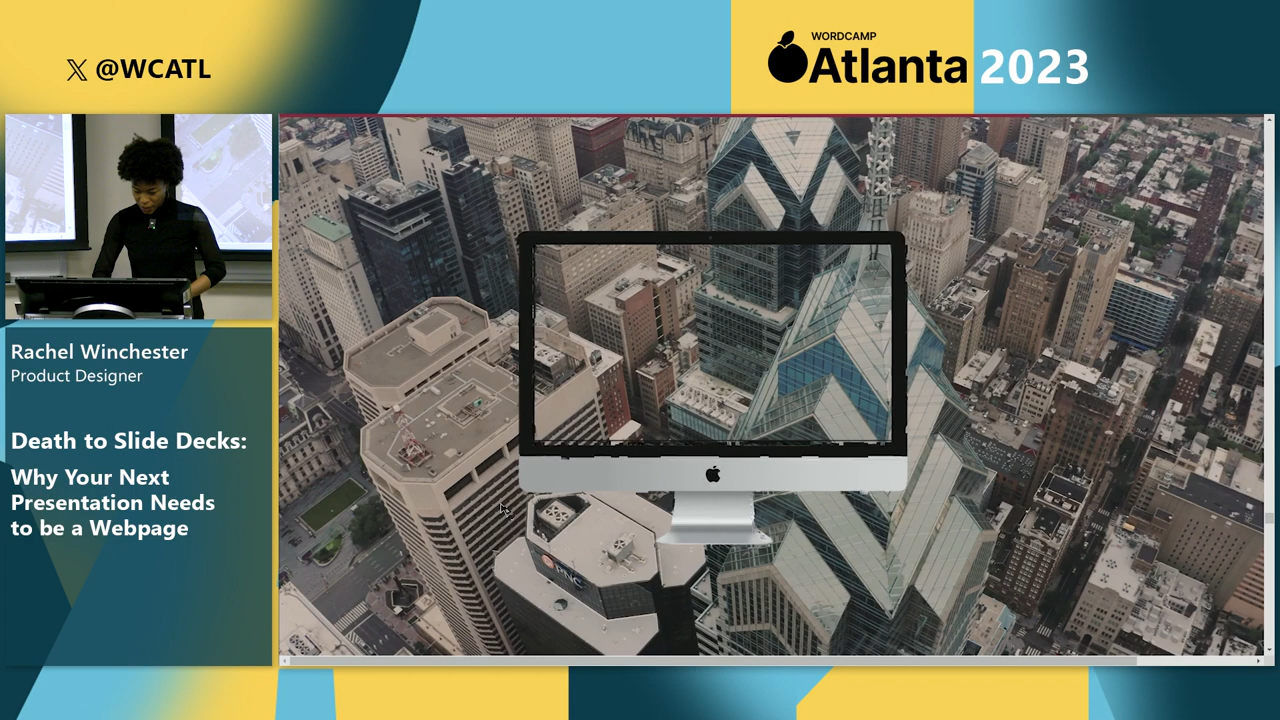 𝕏 @WCATL
WORDCAMP
Atlanta 2023
Rachel Winchester
Product Designer
Death to Slide Decks:
Why Your Next
Presentation Needs
to be a Webpage
PNC